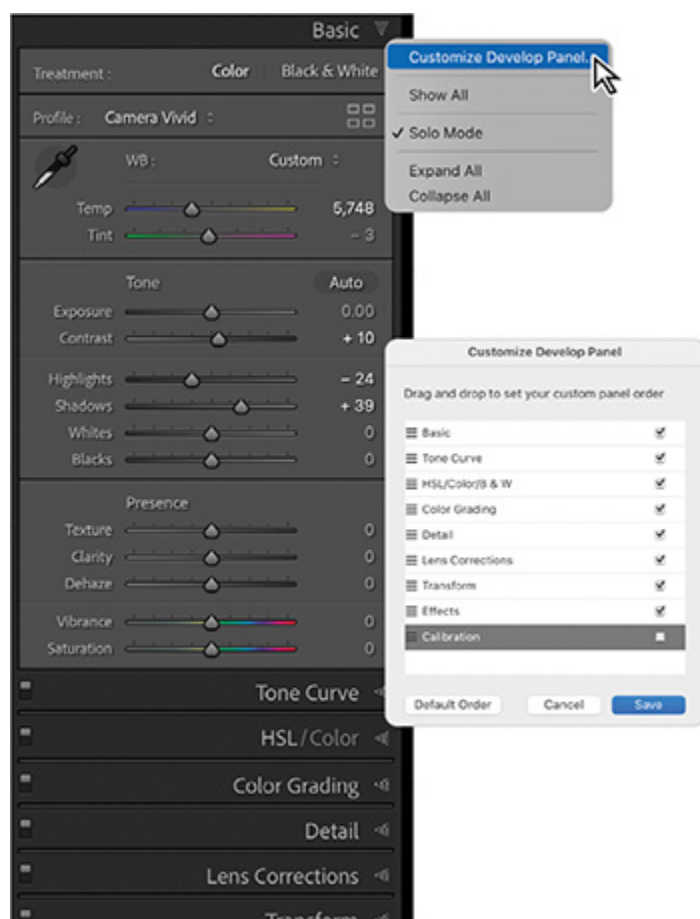 Basic
Treatment : Color Black & White
Profile : Camera Vivid
WB : Custom
Temp 5,748
Tint – 3
Tone Auto
Exposure 0.00
Contrast + 10
Highlights – 24
Shadows + 39
Whites 0
Blacks 0
Presence
Texture 0
Clarity 0
Dehaze 0
Vibrance 0
Saturation 0
Tone Curve
HSL / Color
Color Grading
Detail
Lens Corrections
Transform
Customize Develop Panel...
Show All
Solo Mode
Expand All
Collapse All
Customize Develop Panel
Drag and drop to set your custom panel order
Basic
Tone Curve
HSL/Color/B & W
Color Grading
Detail
Lens Corrections
Transform
Effects
Calibration
Default Order Cancel Save